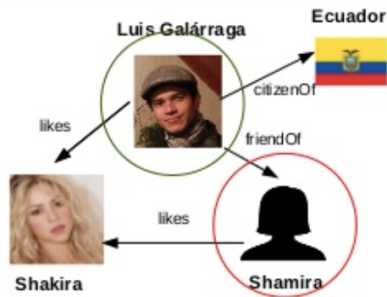 Ecuador
Luis Galárraga
citizenOf
likes
friendOf
likes
Shakira
Shamira